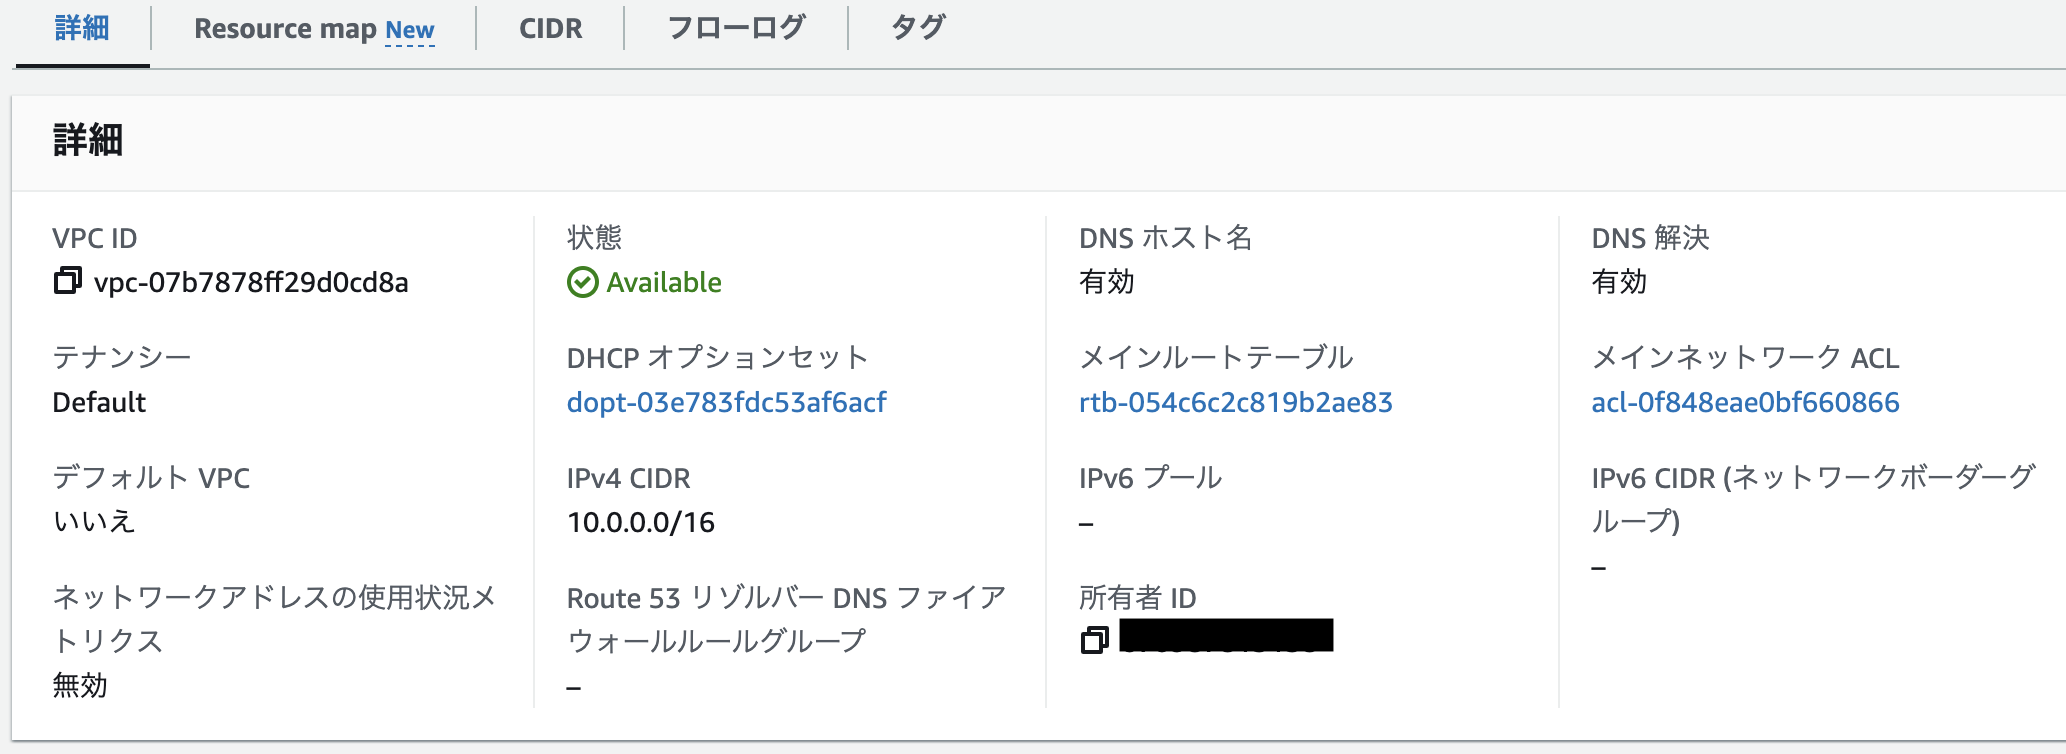 詳細
Resource map New
CIDR
フローログ
タグ
詳細
VPC ID
vpc-07b7878ff29d0cd8a
状態
Available
DNS ホスト名
有効
DNS 解決
有効
テナンシー
Default
DHCP オプションセット
dopt-03e783fdc53af6acf
メインルートテーブル
rtb-054c6c2c819b2ae83
メインネットワーク ACL
acl-0f848eae0bf660866
デフォルト VPC
いいえ
IPv4 CIDR
10.0.0.0/16
IPv6 プール
–
IPv6 CIDR (ネットワークボーダーグ
ループ)
–
ネットワークアドレスの使用状況メ
トリクス
無効
Route 53 リゾルバー DNS ファイア
ウォールルールグループ
–
所有者 ID